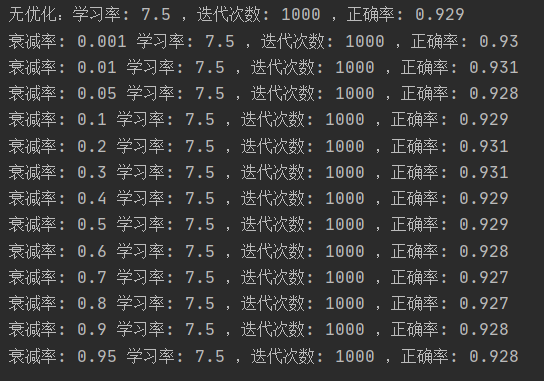 无优化: 学习率: 7.5 , 迭代次数: 1000 , 正确率: 0.929
衰减率: 0.001 学习率: 7.5 , 迭代次数: 1000 , 正确率: 0.93
衰减率: 0.01 学习率: 7.5 , 迭代次数: 1000 , 正确率: 0.931
衰减率: 0.05 学习率: 7.5 , 迭代次数: 1000 , 正确率: 0.928
衰减率: 0.1 学习率: 7.5 , 迭代次数: 1000 , 正确率: 0.929
衰减率: 0.2 学习率: 7.5 , 迭代次数: 1000 , 正确率: 0.931
衰减率: 0.3 学习率: 7.5 , 迭代次数: 1000 , 正确率: 0.931
衰减率: 0.4 学习率: 7.5 , 迭代次数: 1000 , 正确率: 0.929
衰减率: 0.5 学习率: 7.5 , 迭代次数: 1000 , 正确率: 0.929
衰减率: 0.6 学习率: 7.5 , 迭代次数: 1000 , 正确率: 0.928
衰减率: 0.7 学习率: 7.5 , 迭代次数: 1000 , 正确率: 0.927
衰减率: 0.8 学习率: 7.5 , 迭代次数: 1000 , 正确率: 0.927
衰减率: 0.9 学习率: 7.5 , 迭代次数: 1000 , 正确率: 0.928
衰减率: 0.95 学习率: 7.5 , 迭代次数: 1000 , 正确率: 0.928